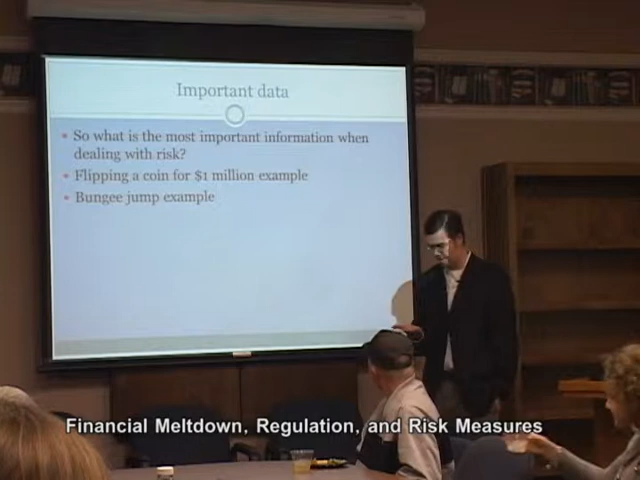 Important data
So what is the most important information when
dealing with risk?
Flipping a coin for $1 million example
Bungee jump example
Financial Meltdown, Regulation, and Risk Measures